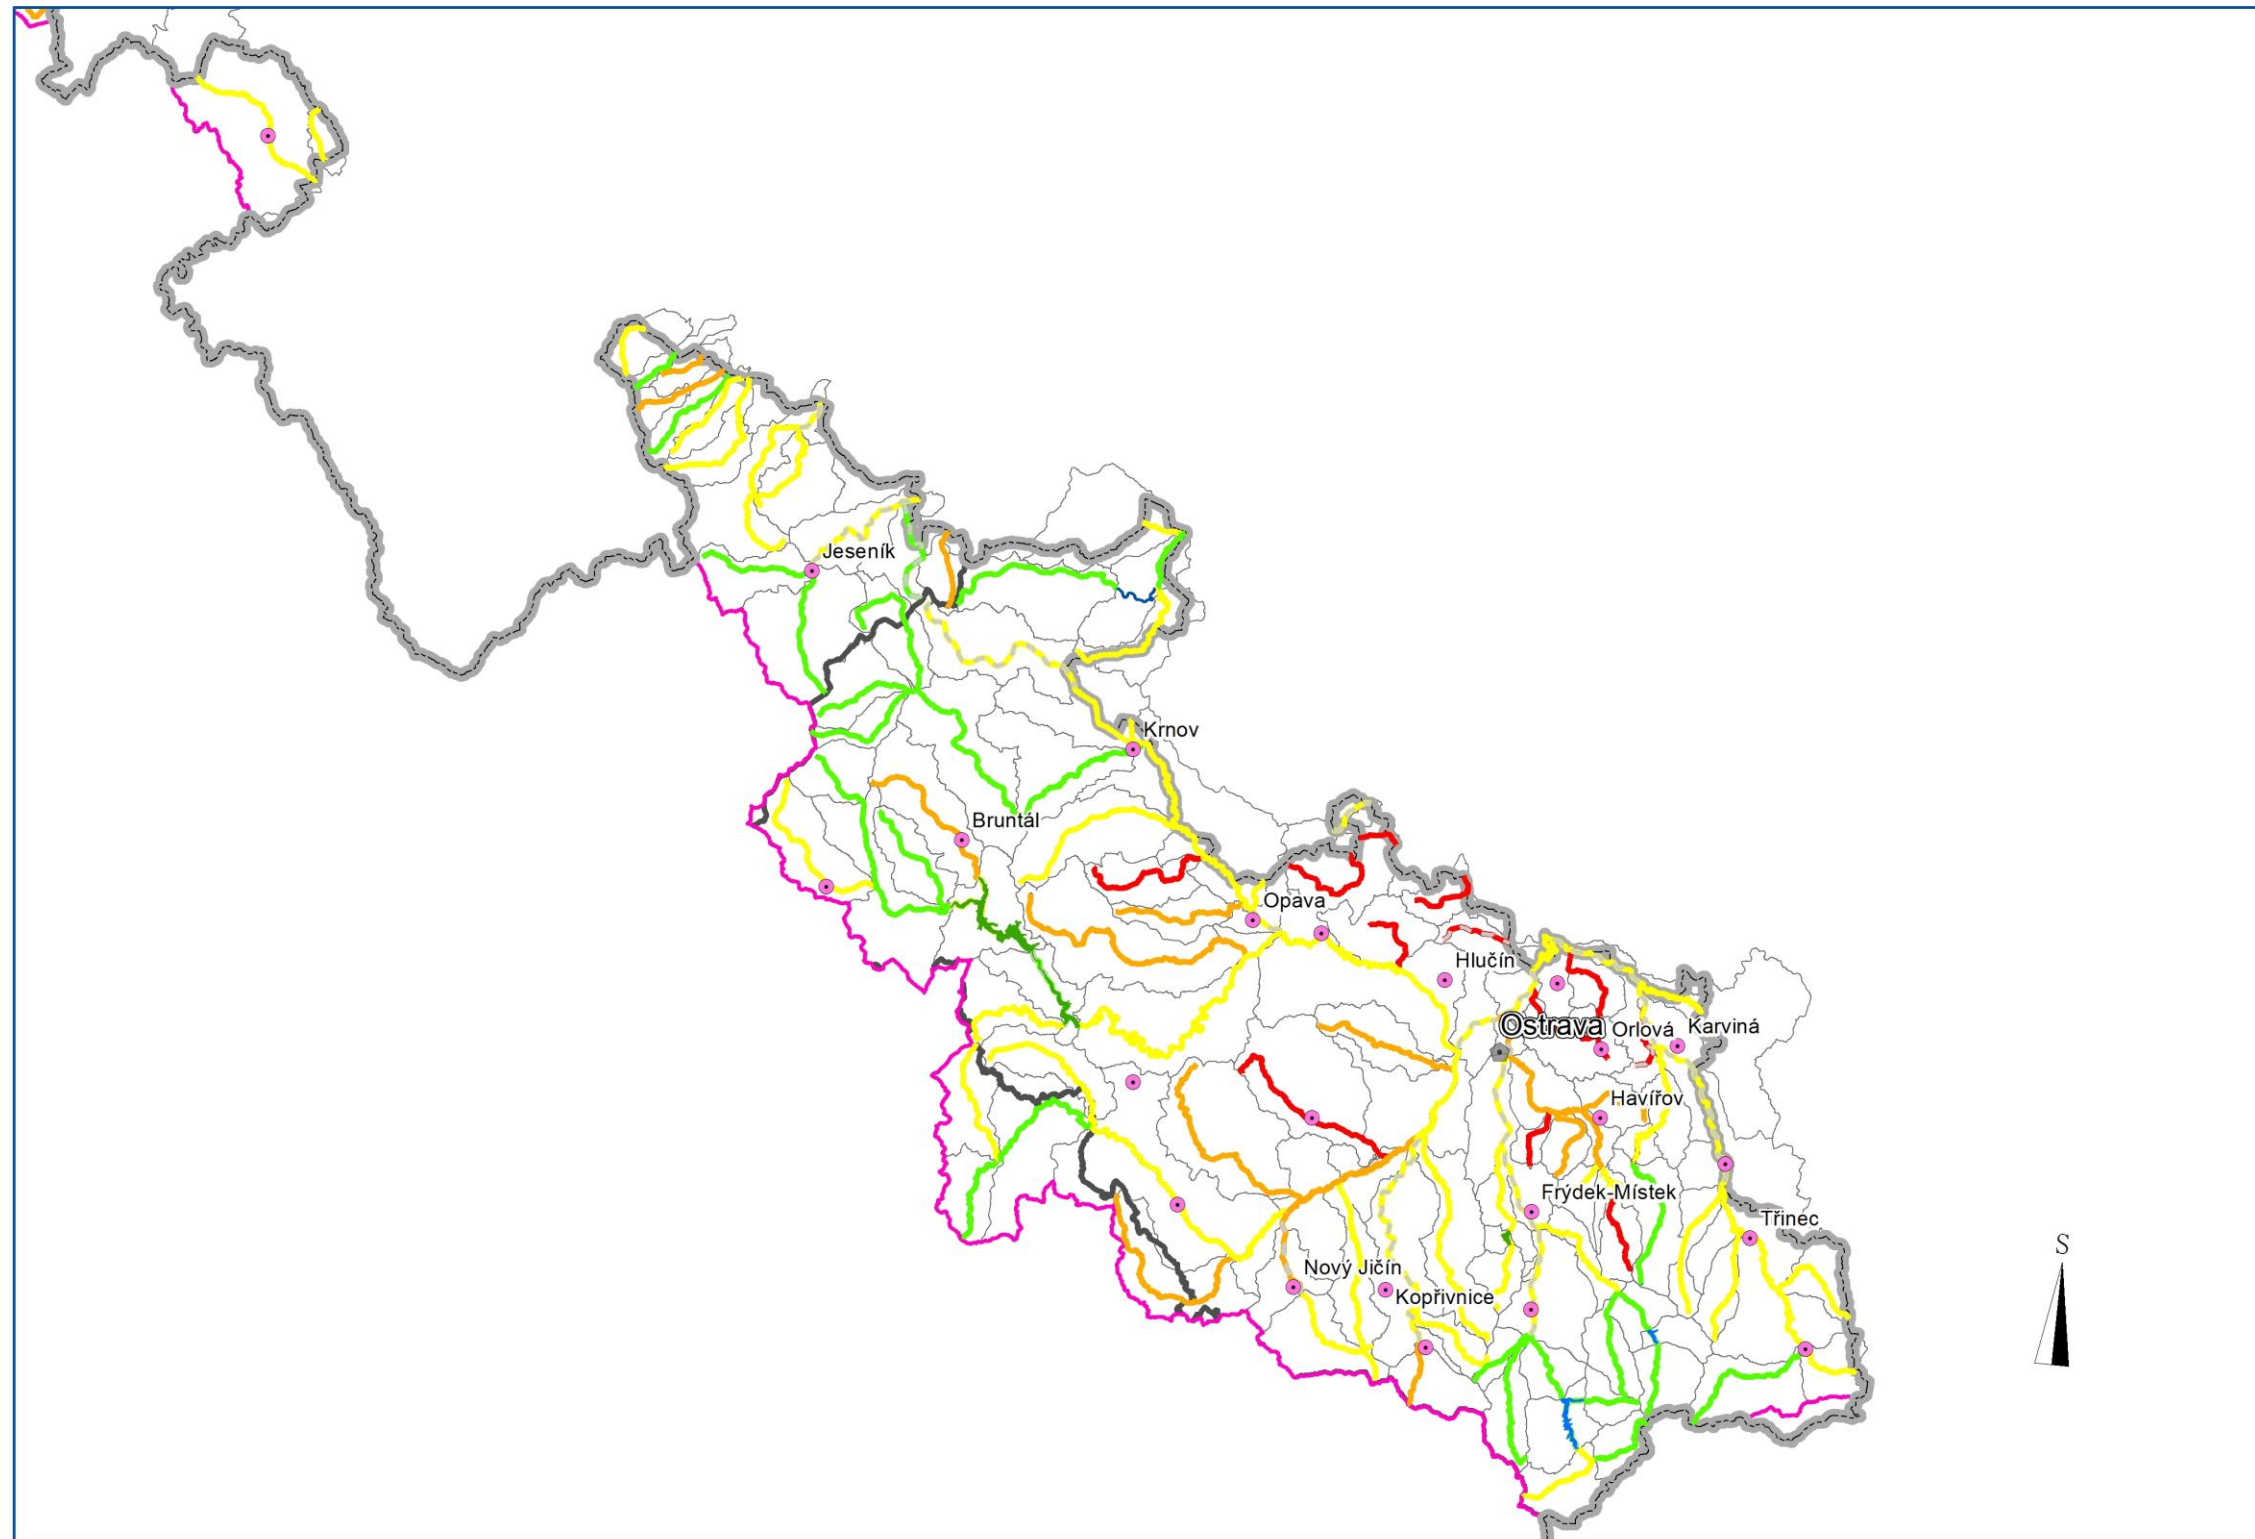 Jeseník
Krnov
Bruntál
Opava
Hlučín
Ostrava
Orlová
Karviná
Havířov
Frýdek-Místek
Třinec
S
Nový Jičín
Kopřivnice